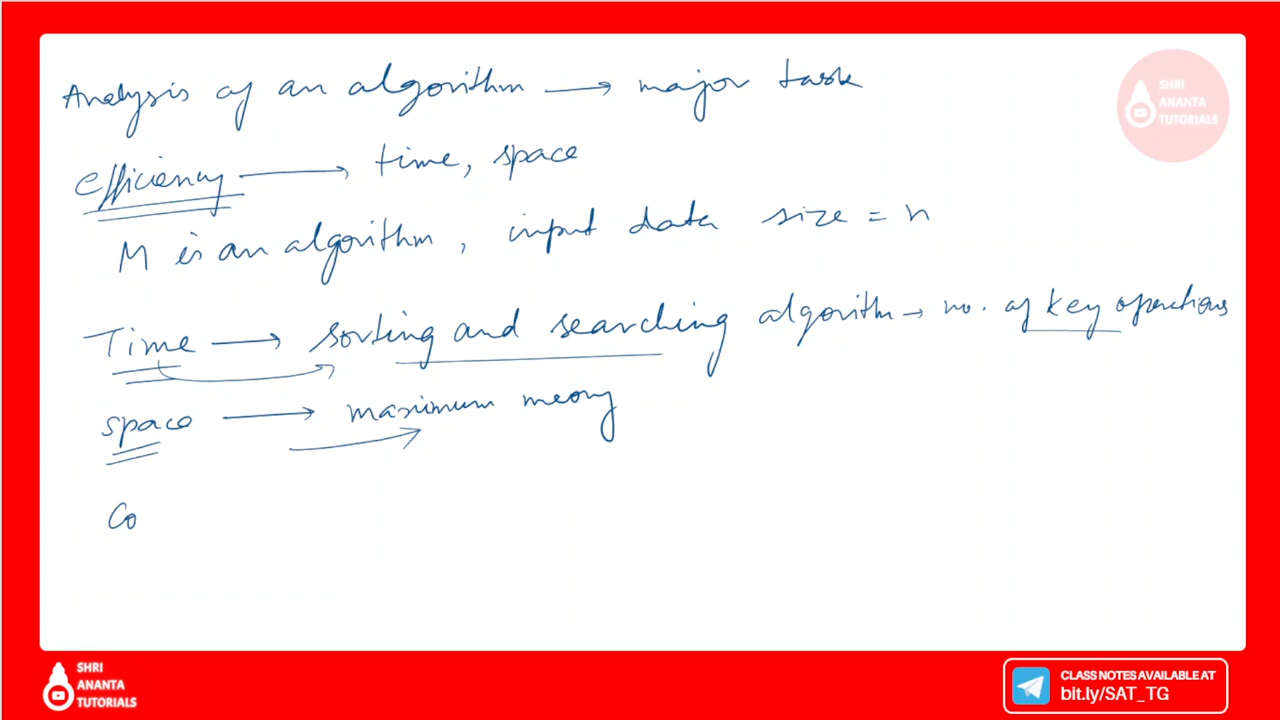 Analysis of an algorithm → major task
SHRI
ANANTA
TUTORIALS
efficiency → time, space
M is an algorithm, input data size = n
Time → sorting and searching algorithm → no. of key operations
space → maximum meory
Co
SHRI
ANANTA
TUTORIALS
CLASS NOTES AVAILABLE AT
bit.ly/SAT_TG